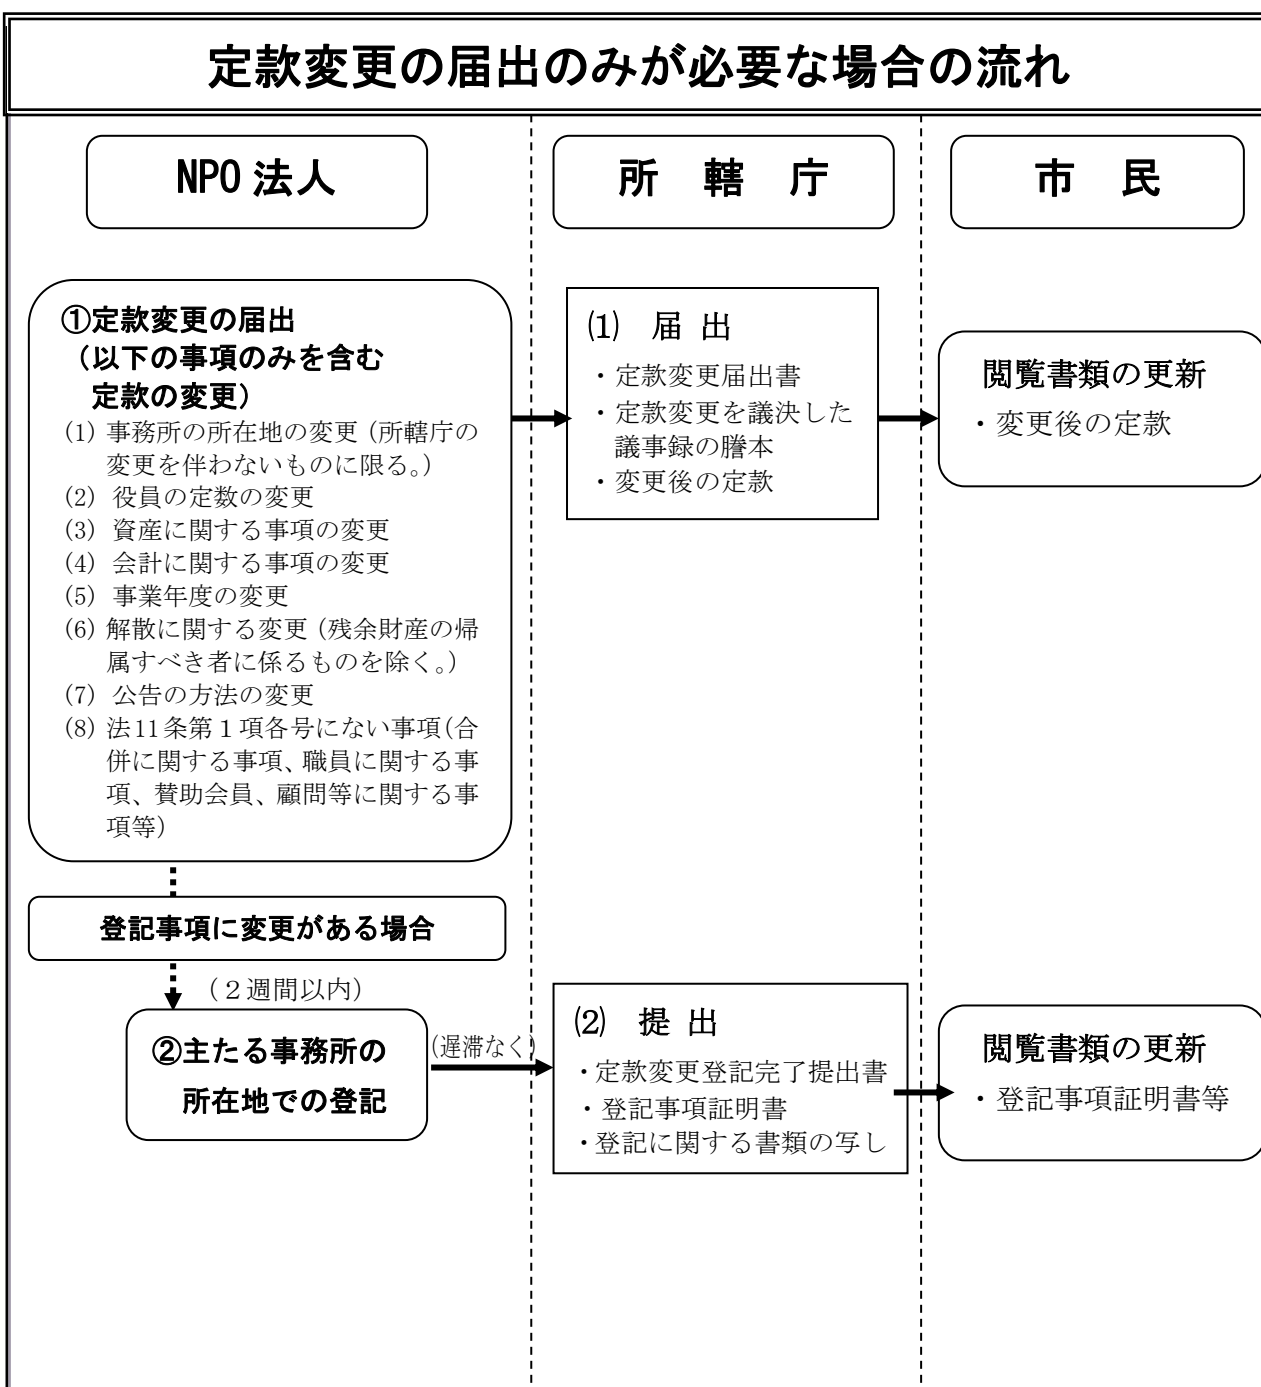 定款変更の届出のみが必要な場合の流れ
NPO 法人
所 轄 庁
市 民
①定款変更の届出
(以下の事項のみを含む
定款の変更)
(1) 事務所の所在地の変更(所轄庁の
変更を伴わないものに限る。)
(2) 役員の定数の変更
(3) 資産に関する事項の変更
(4) 会計に関する事項の変更
(5) 事業年度の変更
(6) 解散に関する変更(残余財産の帰
属すべき者に係るものを除く。)
(7) 公告の方法の変更
(8) 法11条第１項各号にない事項(合
併に関する事項、職員に関する事
項、賛助会員、顧問等に関する事
項等)
⑴ 届 出
・定款変更届出書
・定款変更を議決した
議事録の謄本
・変更後の定款
閲覧書類の更新
・変更後の定款
登記事項に変更がある場合
(２週間以内)
②主たる事務所の
所在地での登記
(遅滞なく)
⑵ 提 出
・定款変更登記完了提出書
・登記事項証明書
・登記に関する書類の写し
閲覧書類の更新
・登記事項証明書等